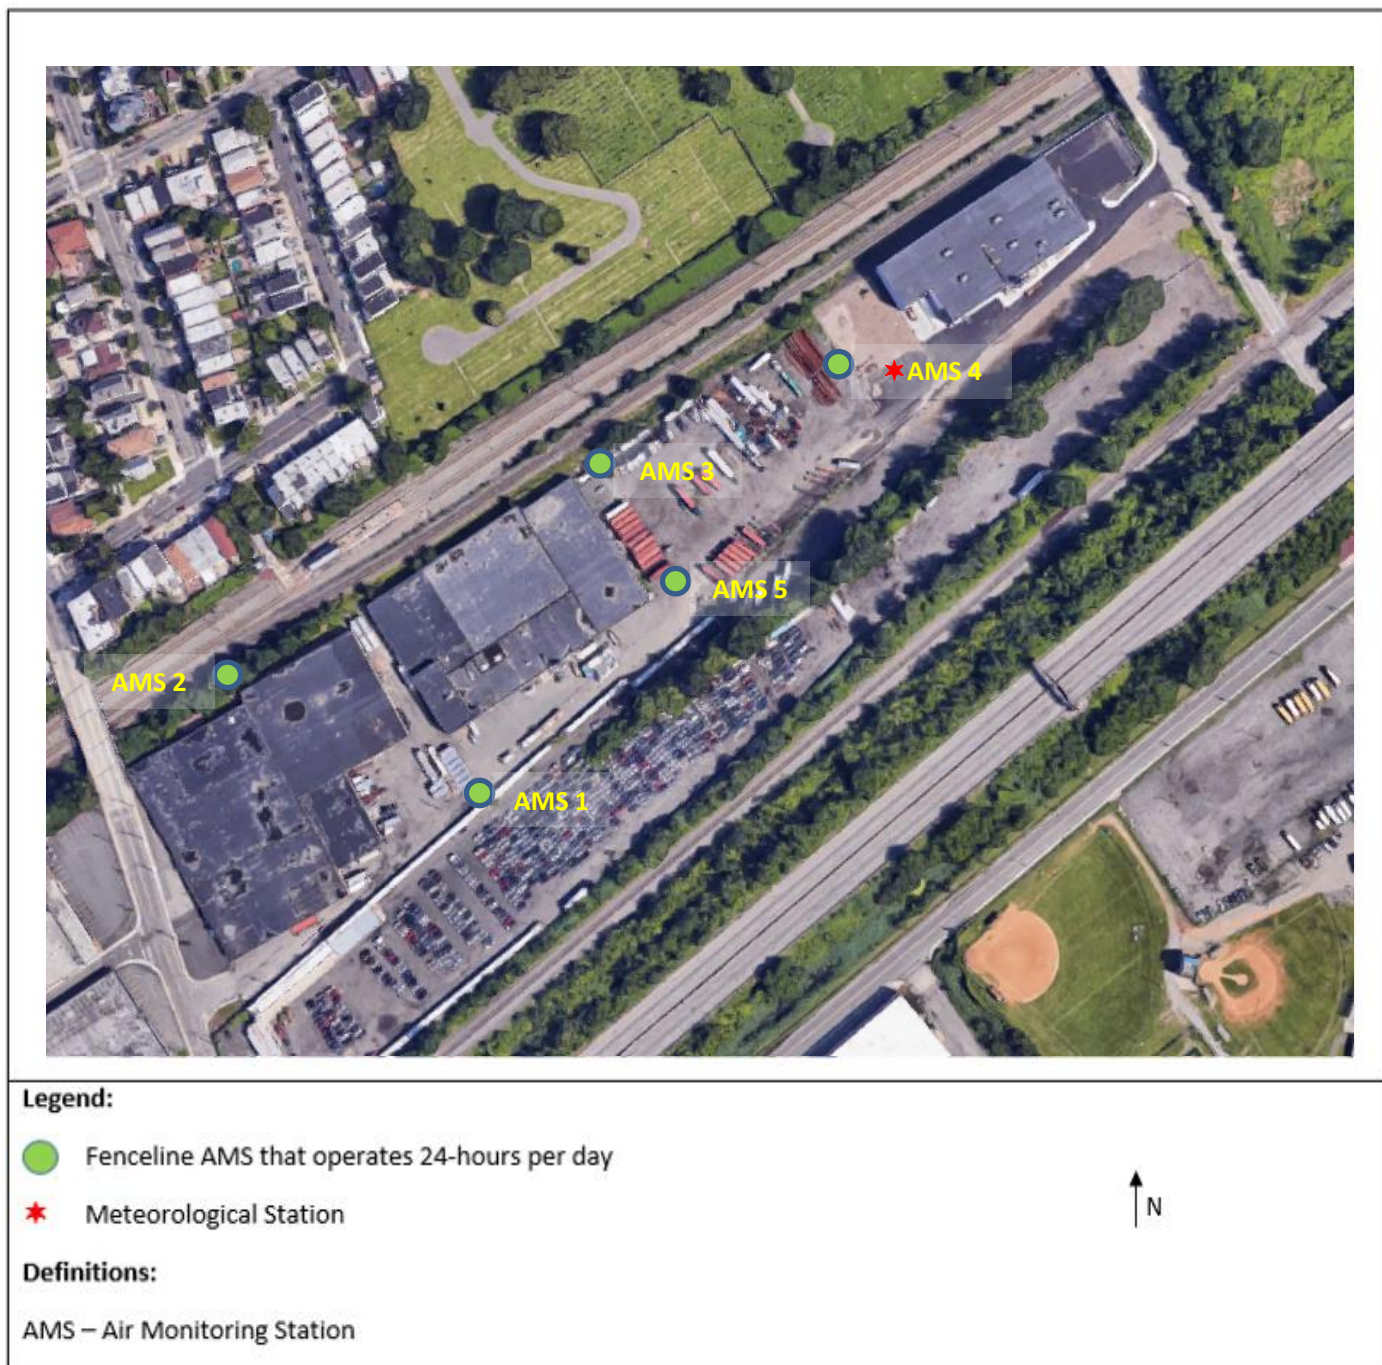 AMS 4
AMS 3
AMS 5
AMS 2
AMS 1
Legend:
Fenceline AMS that operates 24-hours per day
Meteorological Station
N
Definitions:
AMS – Air Monitoring Station